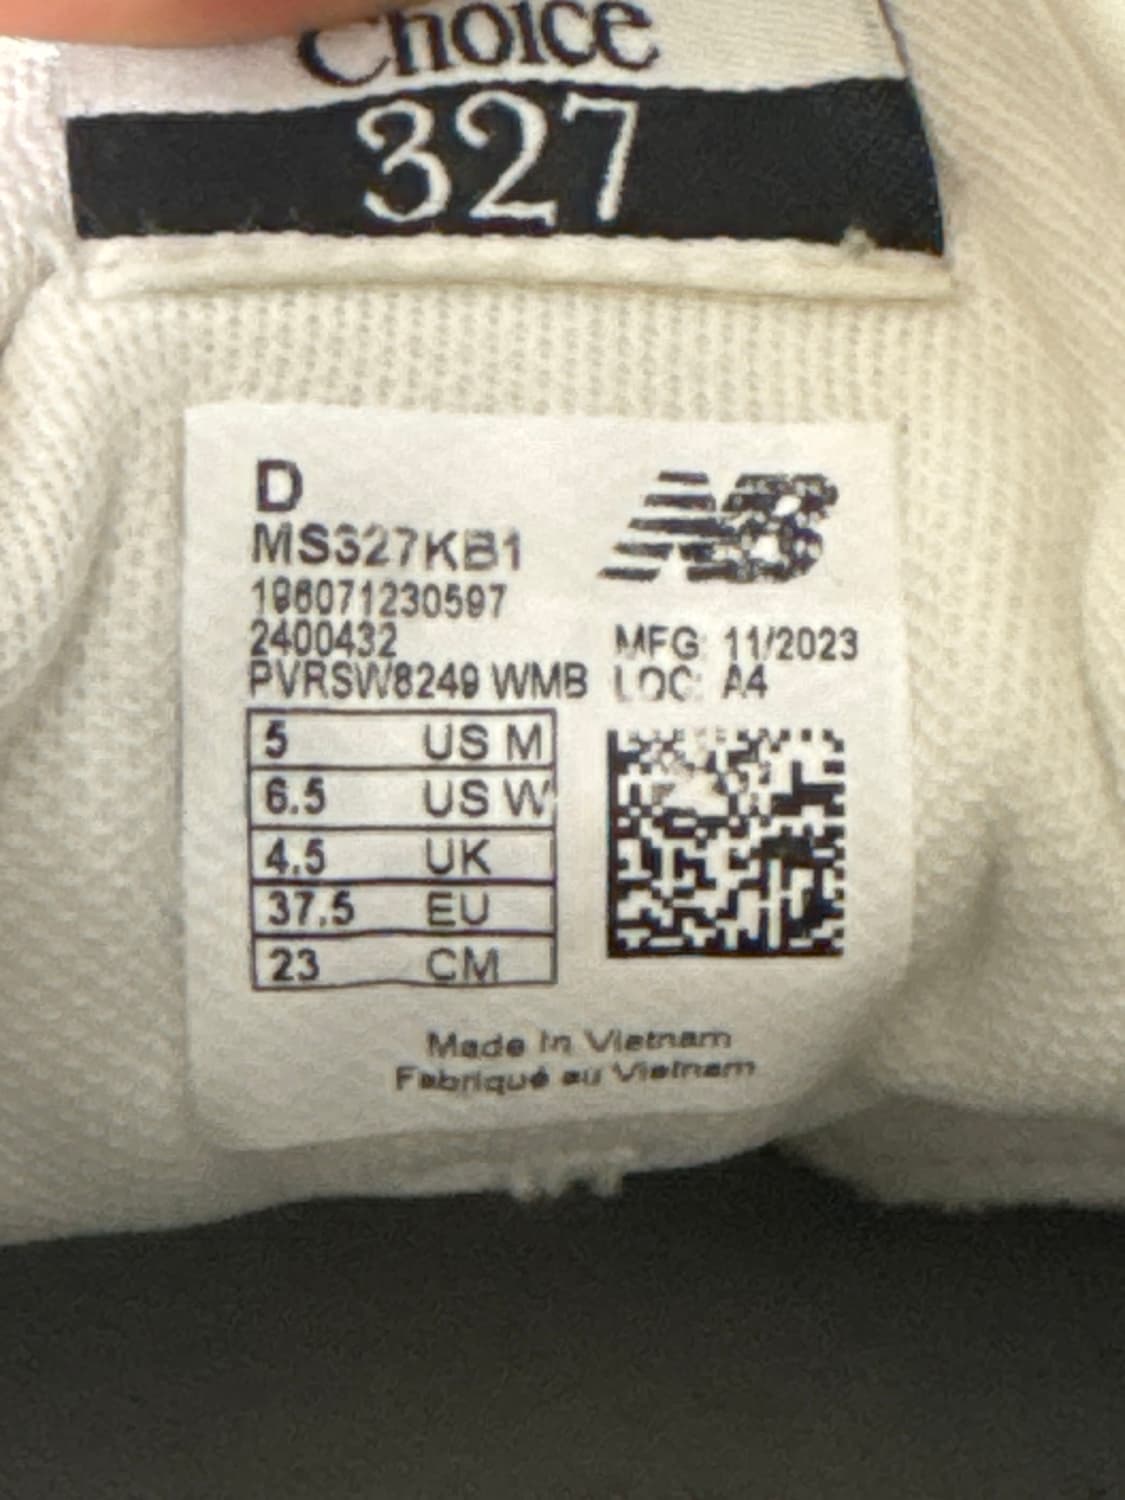 Choice
327
D
NB
MS327KB1
196071230597
2400432
MFG: 11/2023
PVRSW8249 WMB LOC: A4
5 US M
6.5 US W
4.5 UK
37.5 EU
23 CM
Made in Vietnam
Fabriqué au Vietnam